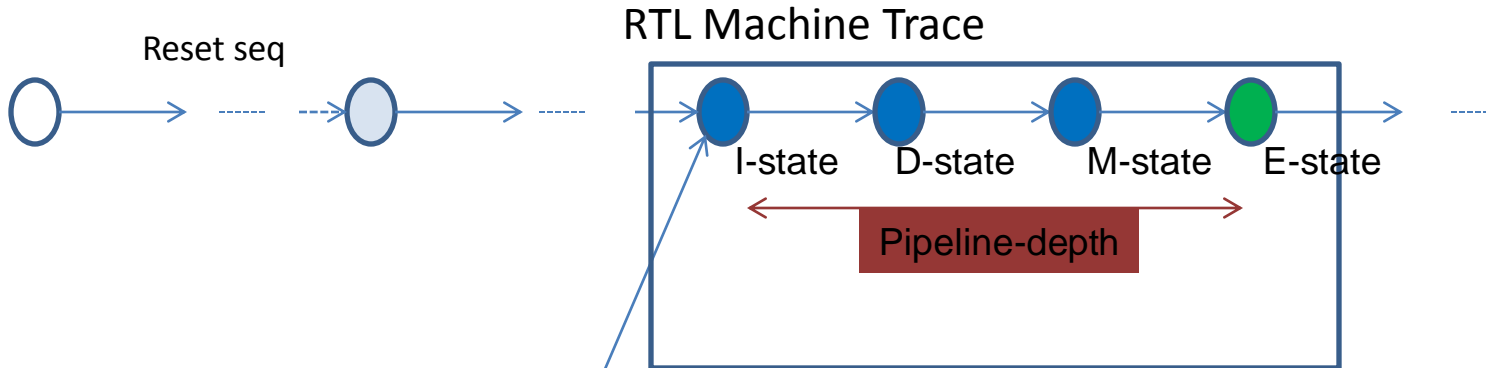 RTL Machine Trace
Reset seq
I-state D-state M-state E-state
Pipeline-depth